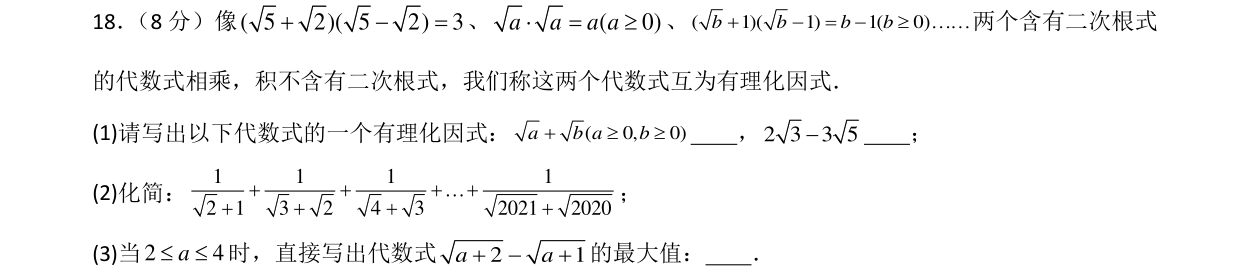 18.（8 分）像(√5+√2)(√5−√2)=3、√a·√a=a(a≥0)、(√b+1)(√b−1)=b−1(b≥0)……两个含有二次根式
的代数式相乘，积不含有二次根式，我们称这两个代数式互为有理化因式．
(1)请写出以下代数式的一个有理化因式：√a+√b(a≥0,b≥0)____，2√3−3√5____；
(2)化简：1/(√2+1)+1/(√3+√2)+1/(√4+√3)+…+1/(√2021+√2020)；
(3)当2≤a≤4时，直接写出代数式√(a+2)−√(a+1)的最大值：____．